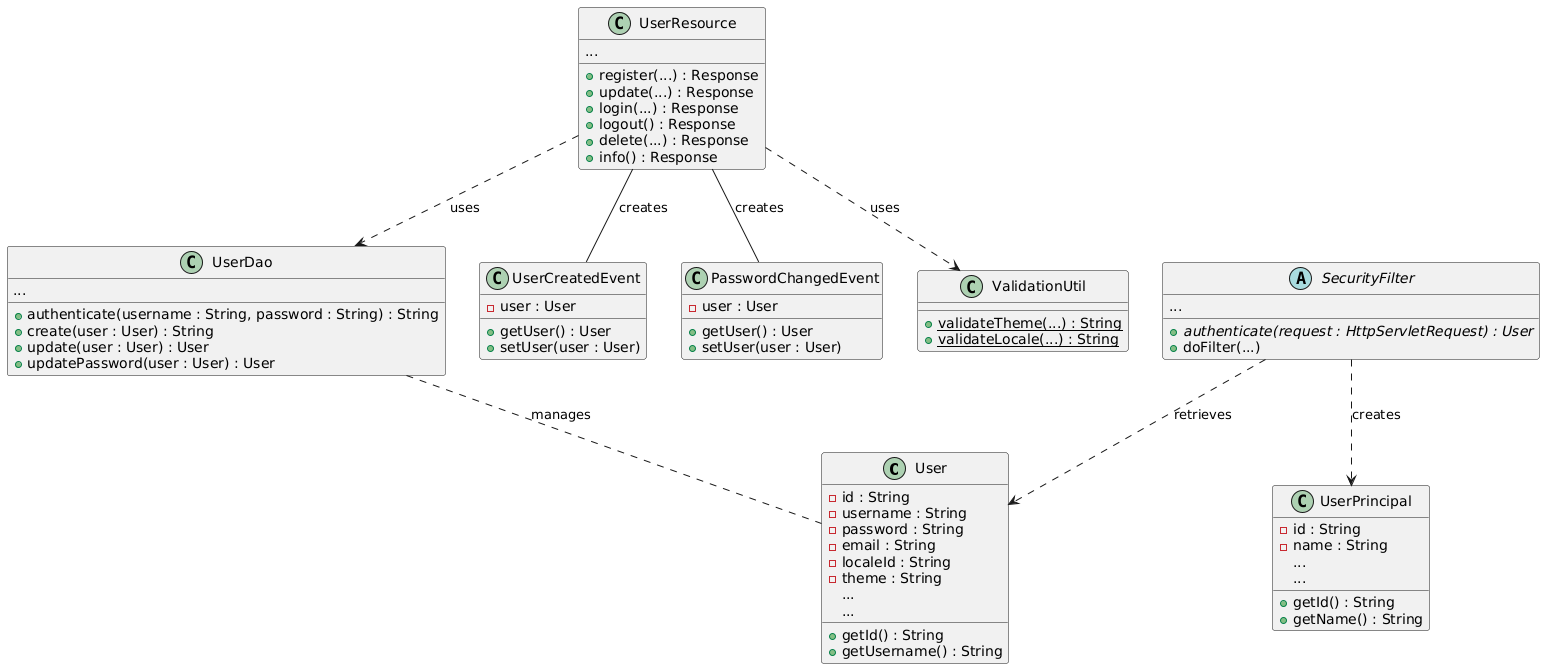 C UserResource
...
register(...) : Response
update(...) : Response
login(...) : Response
logout() : Response
delete(...) : Response
info() : Response
uses
creates
creates
uses
C UserDao
...
authenticate(username : String, password : String) : String
create(user : User) : String
update(user : User) : User
updatePassword(user : User) : User
C UserCreatedEvent
user : User
getUser() : User
setUser(user : User)
C PasswordChangedEvent
user : User
getUser() : User
setUser(user : User)
C ValidationUtil
validateTheme(...) : String
validateLocale(...) : String
A SecurityFilter
...
authenticate(request : HttpServletRequest) : User
doFilter(...)
manages
retrieves
creates
C User
id : String
username : String
password : String
email : String
localeId : String
theme : String
...
...
getId() : String
getUsername() : String
C UserPrincipal
id : String
name : String
...
...
getId() : String
getName() : String